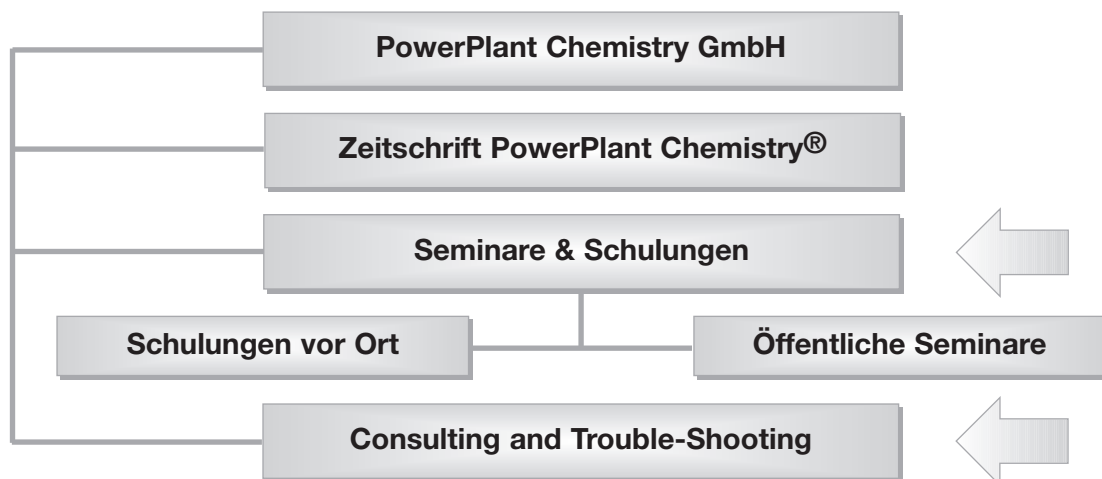 PowerPlant Chemistry GmbH
Zeitschrift PowerPlant Chemistry®
Seminare & Schulungen
Schulungen vor Ort
Öffentliche Seminare
Consulting and Trouble-Shooting